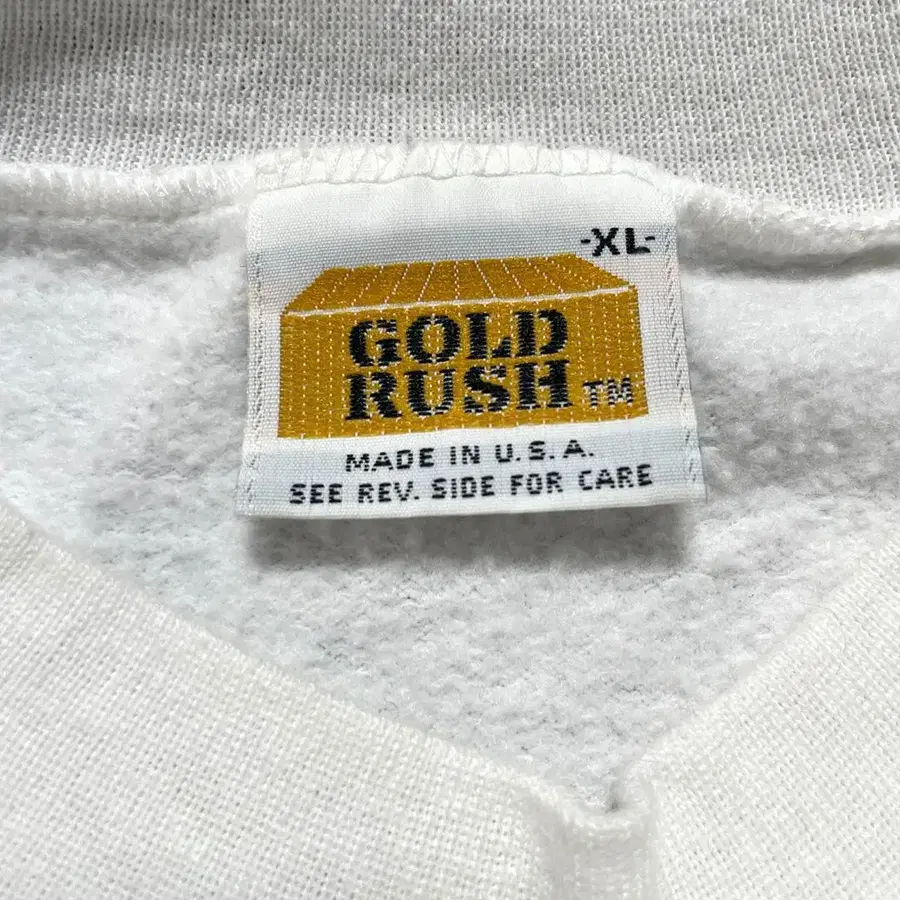 -XL-
GOLD
RUSH TM
MADE IN U.S.A.
SEE REV. SIDE FOR CARE